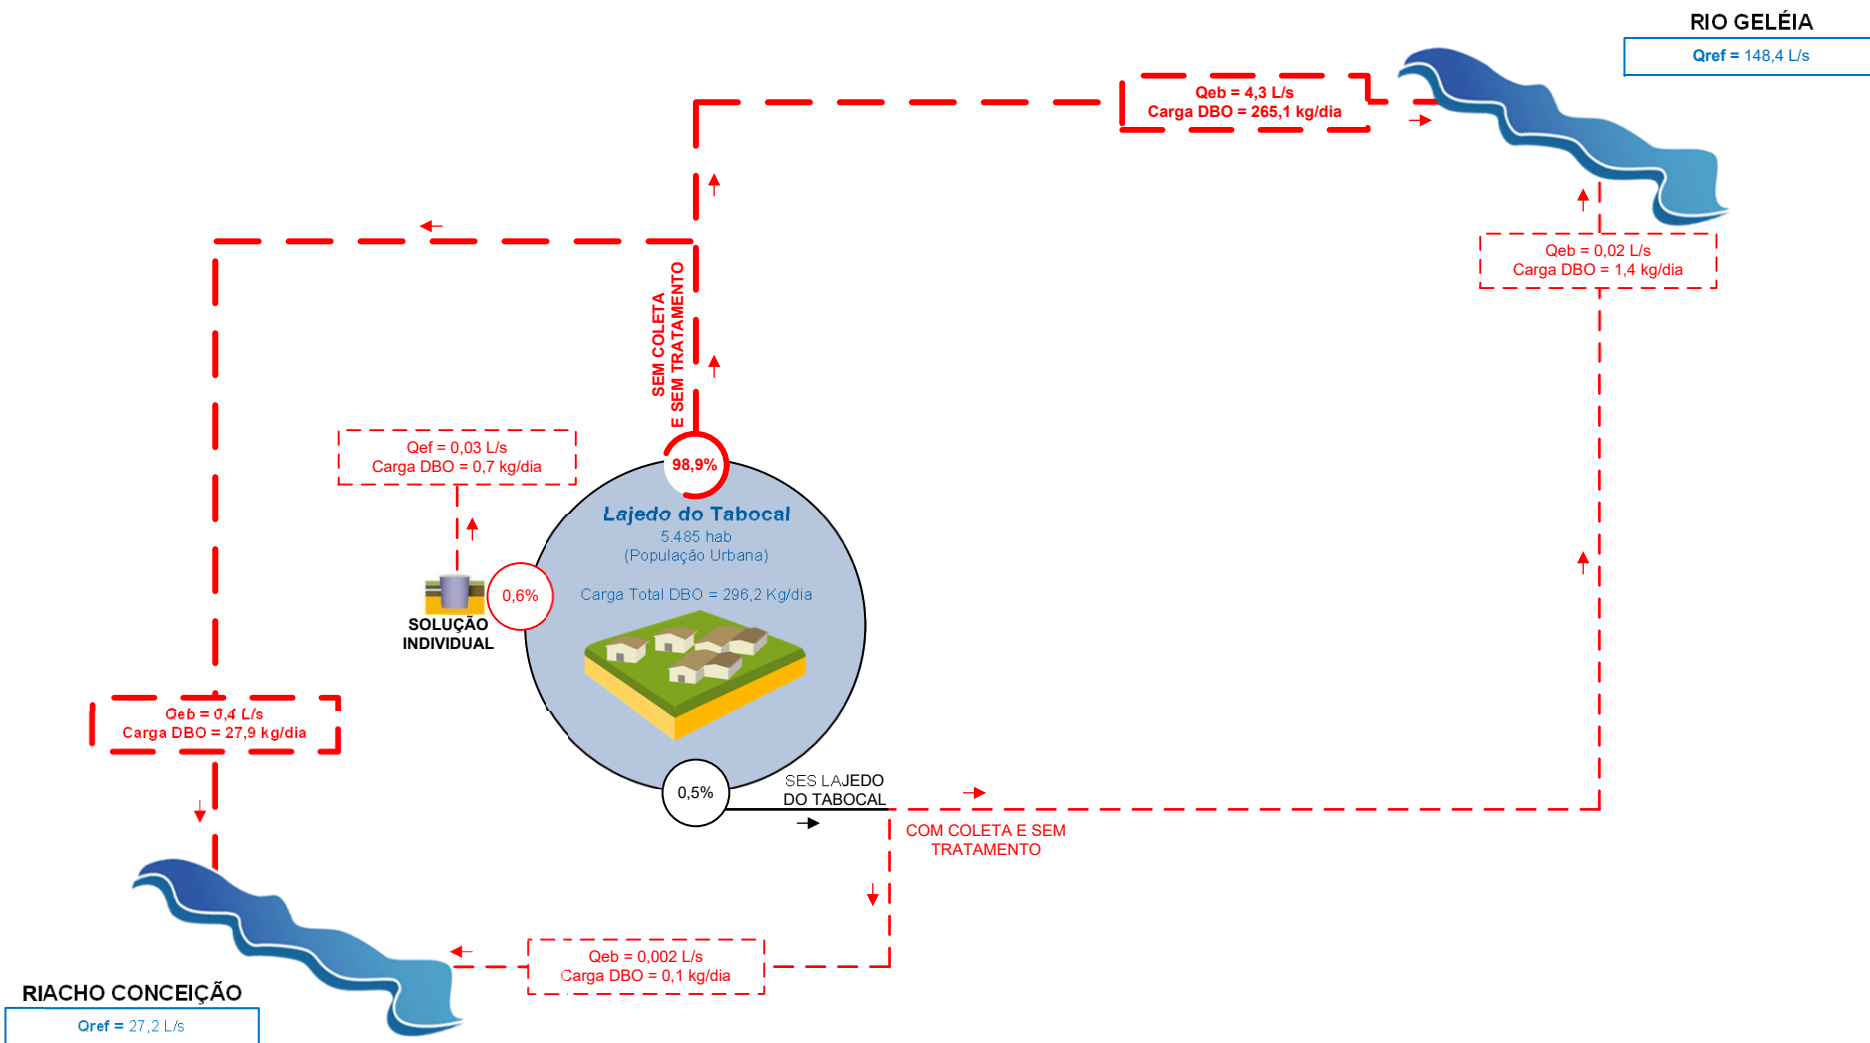 RIO GELÉIA
Qref = 148,4 L/s
Qeb = 4,3 L/s
Carga DBO = 265,1 kg/dia
Qeb = 0,02 L/s
Carga DBO = 1,4 kg/dia
SEM COLETA
E SEM TRATAMENTO
Qef = 0,03 L/s
Carga DBO = 0,7 kg/dia
98,9%
Lajedo do Tabocal
5.485 hab
(População Urbana)
Carga Total DBO = 296,2 Kg/dia
0,6%
SOLUÇÃO
INDIVIDUAL
Qeb = 0,4 L/s
Carga DBO = 27,9 kg/dia
0,5%
SES LAJEDO
DO TABOCAL
COM COLETA E SEM
TRATAMENTO
Qeb = 0,002 L/s
Carga DBO = 0,1 kg/dia
RIACHO CONCEIÇÃO
Qref = 27,2 L/s